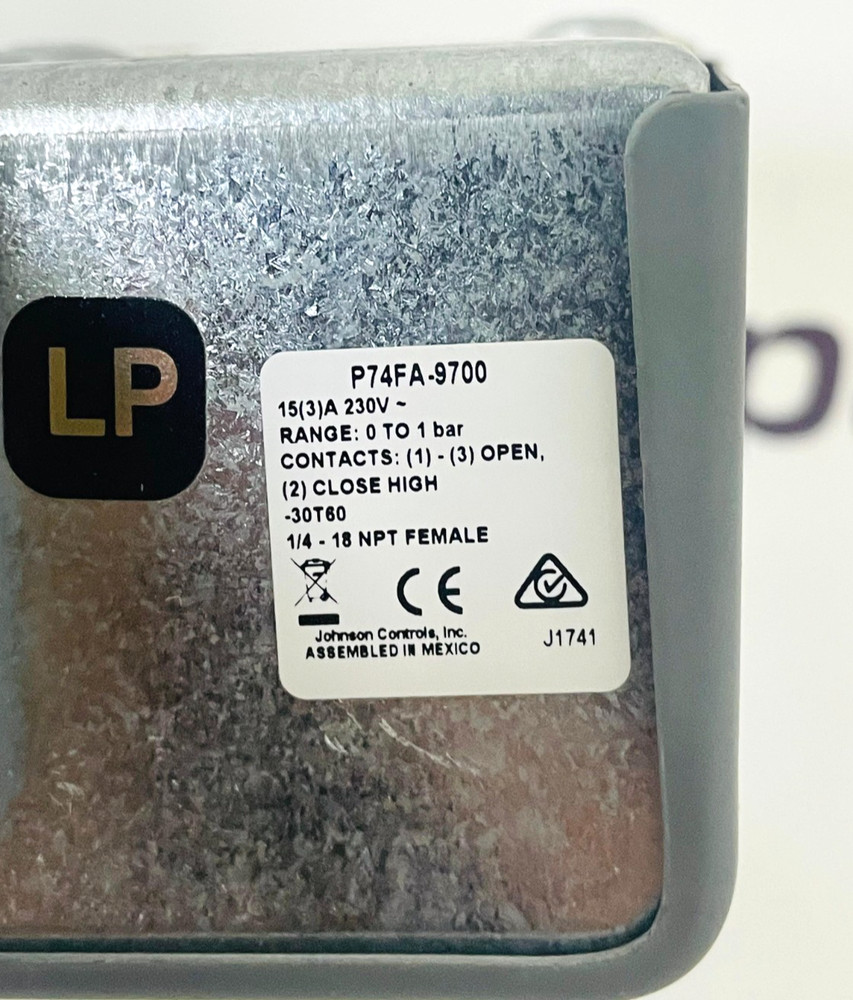 LP
P74FA-9700
15(3)A 230V ~
RANGE: 0 TO 1 bar
CONTACTS: (1) - (3) OPEN,
(2) CLOSE HIGH
-30T60
1/4 - 18 NPT FEMALE
CE
Johnson Controls, Inc.
ASSEMBLED IN MEXICO
J1741